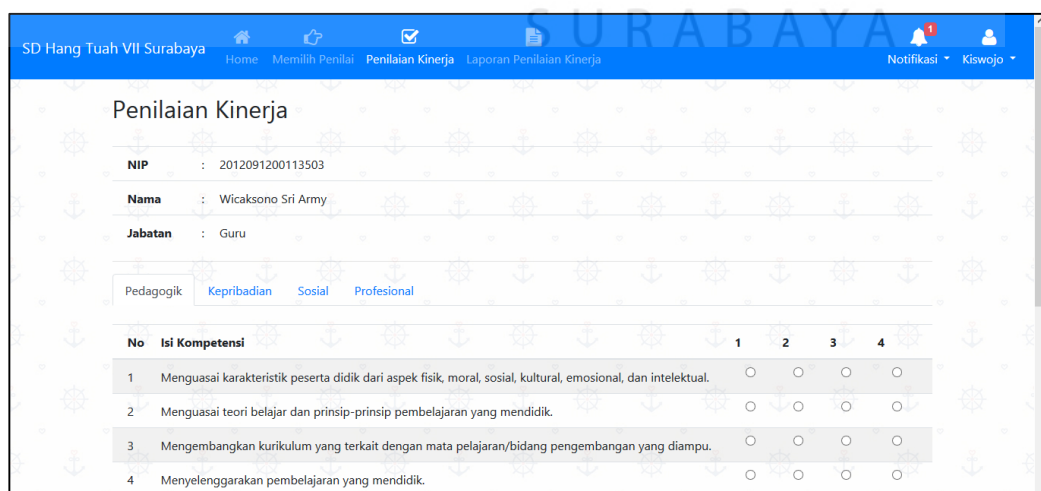 SURABAYA
SD Hang Tuah VII Surabaya
Home Memilih Penilai Penilaian Kinerja Laporan Penilaian Kinerja
1
Notifikasi Kiswojo
Penilaian Kinerja
NIP : 2012091200113503
Nama : Wicaksono Sri Army
Jabatan : Guru
Pedagogik Kepribadian Sosial Profesional
No Isi Kompetensi 1 2 3 4
1 Menguasai karakteristik peserta didik dari aspek fisik, moral, sosial, kultural, emosional, dan intelektual.
2 Menguasai teori belajar dan prinsip-prinsip pembelajaran yang mendidik.
3 Mengembangkan kurikulum yang terkait dengan mata pelajaran/bidang pengembangan yang diampu.
4 Menyelenggarakan pembelajaran yang mendidik.